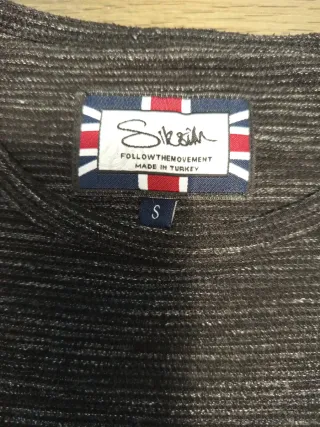 Siksilk
FOLLOWTHEMOVEMENT
MADE IN TURKEY
S